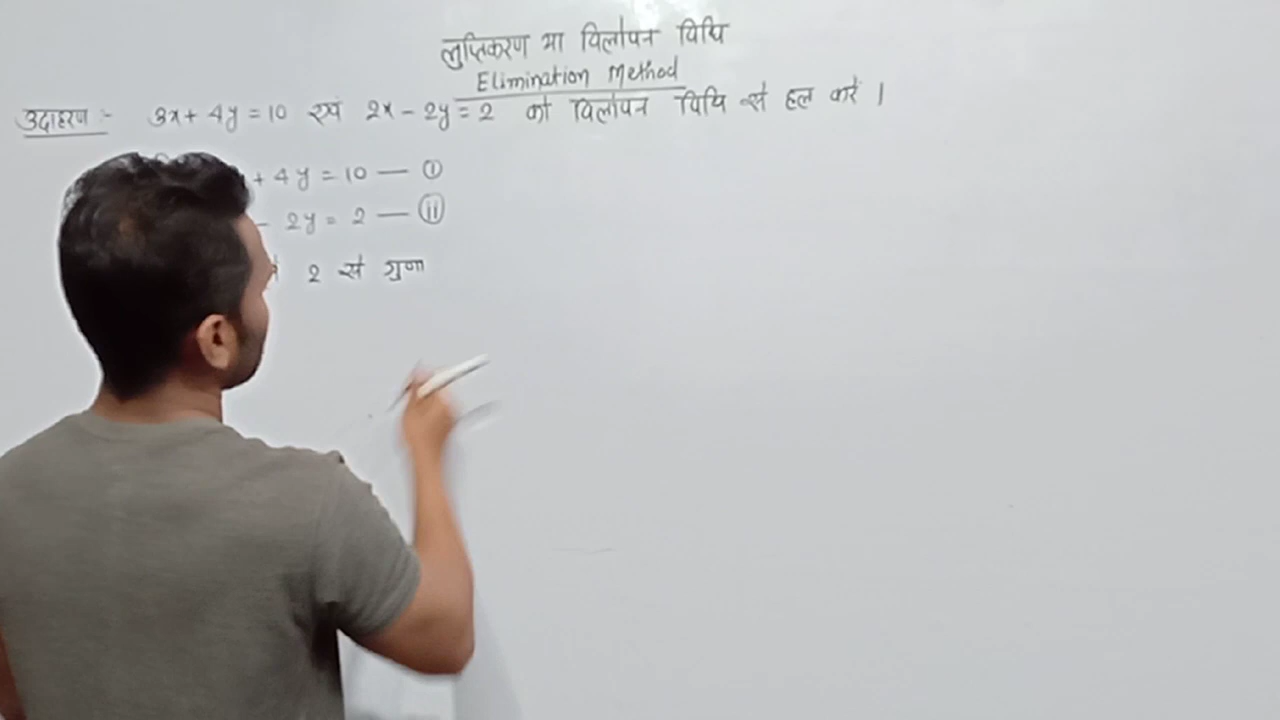 लुप्तिकरण या विलोपन विधि
Elimination Method
उदाहरण :- 3x + 4y = 10 एवं 2x - 2y = 2 को विलोपन विधि से हल करें ।
+ 4y = 10 — ①
- 2y = 2 — ⑪
2 से गुणा